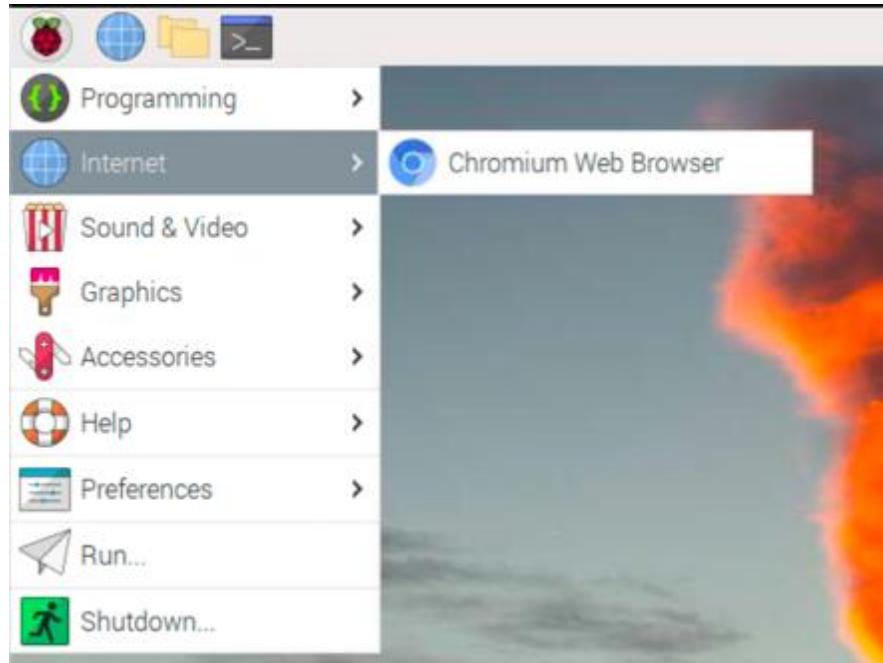 >_
Programming
Internet
Chromium Web Browser
Sound & Video
Graphics
Accessories
Help
Preferences
Run...
Shutdown...